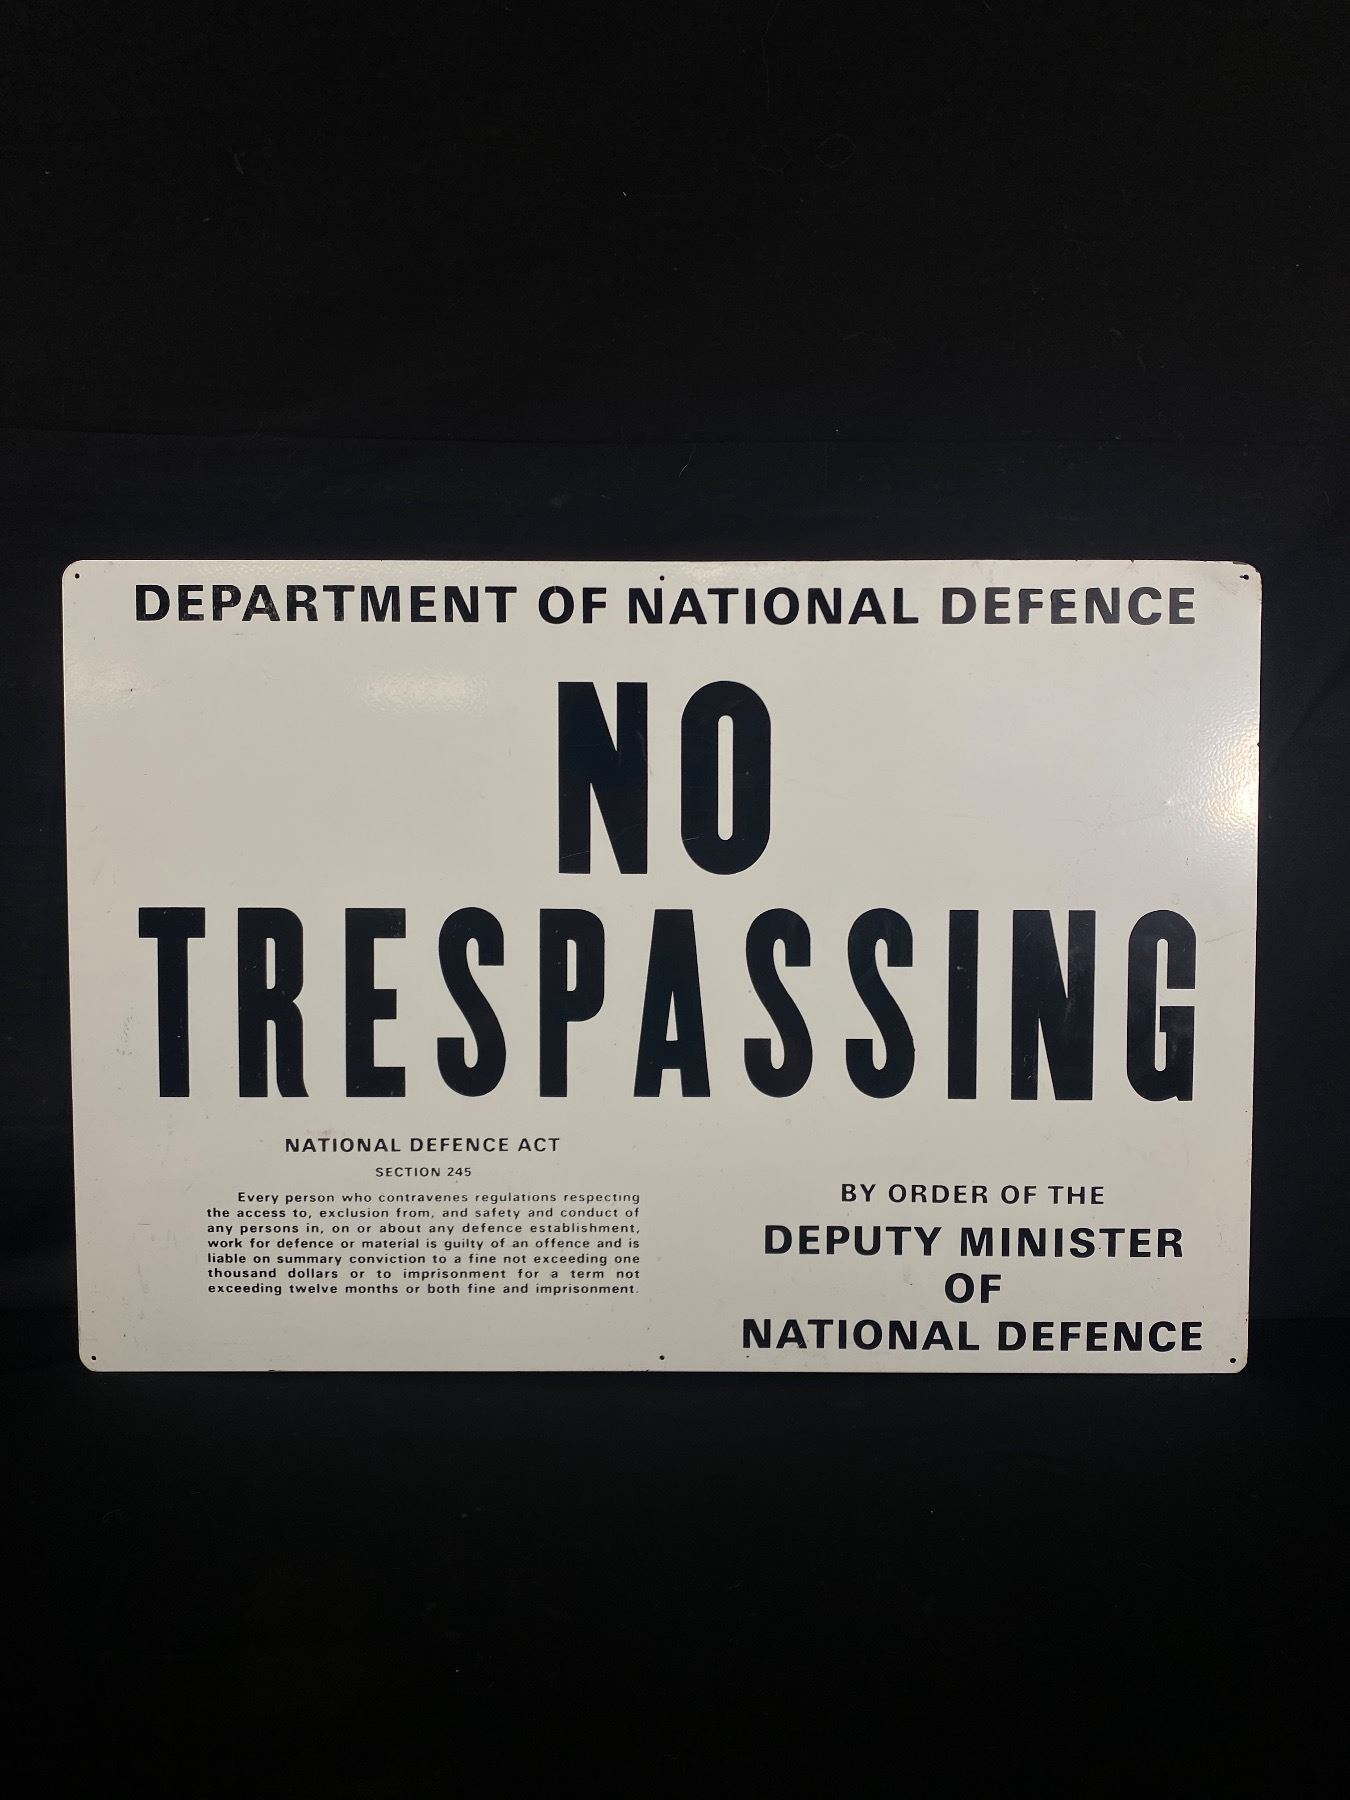 DEPARTMENT OF NATIONAL DEFENCE
NO
TRESPASSING
NATIONAL DEFENCE ACT
SECTION 245
Every person who contravenes regulations respecting
the access to, exclusion from, and safety and conduct of
any persons in, on or about any defence establishment,
work for defence or material is guilty of an offence and is
liable on summary conviction to a fine not exceeding one
thousand dollars or to imprisonment for a term not
exceeding twelve months or both fine and imprisonment.
BY ORDER OF THE
DEPUTY MINISTER
OF
NATIONAL DEFENCE